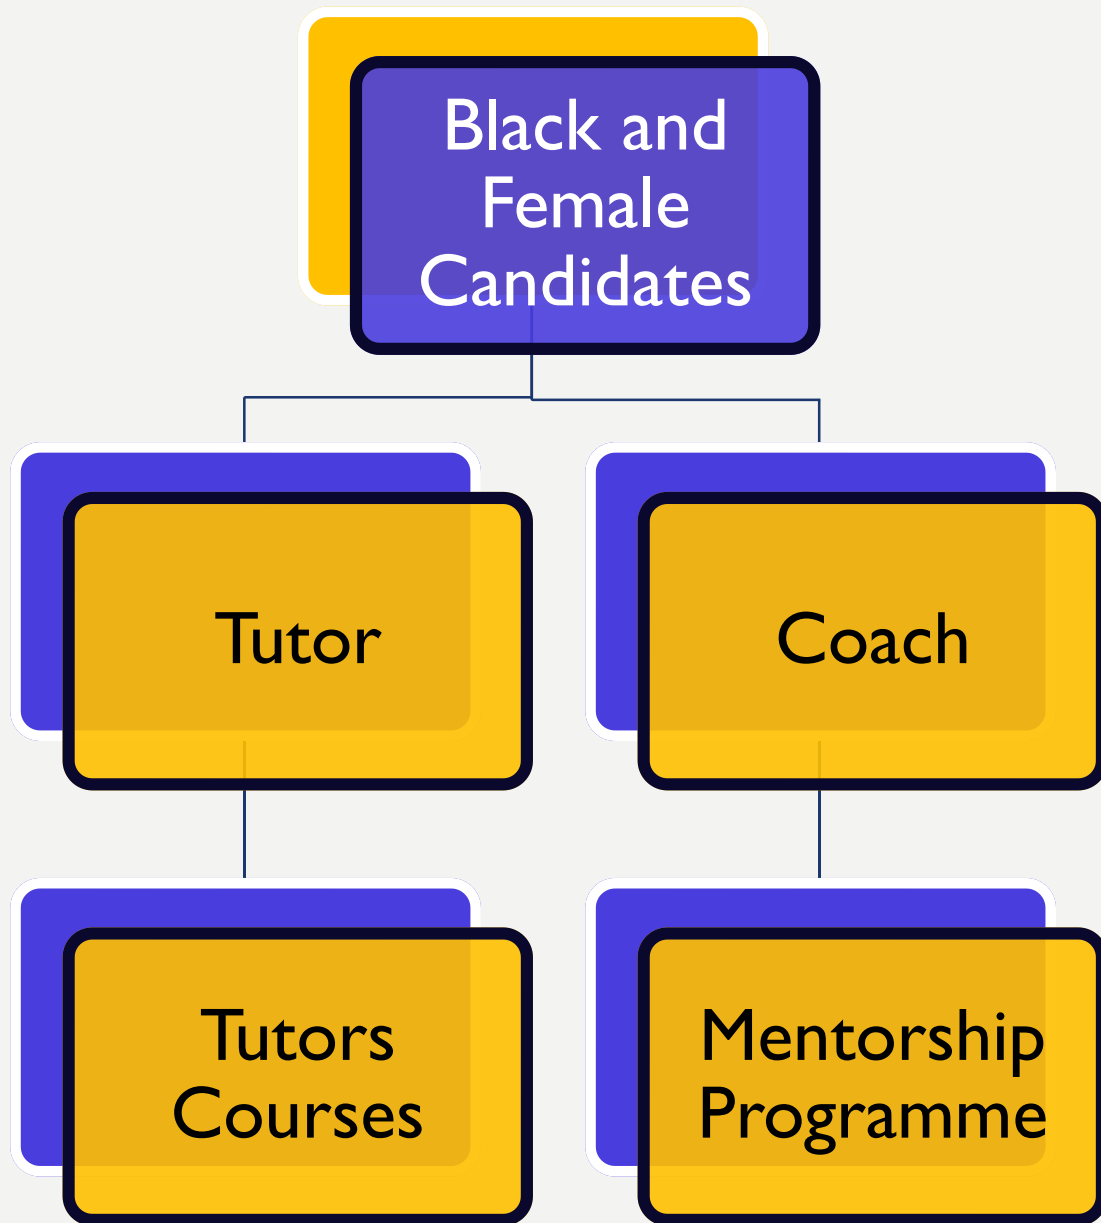 Black and
Female
Candidates
Tutor
Coach
Tutors
Courses
Mentorship
Programme